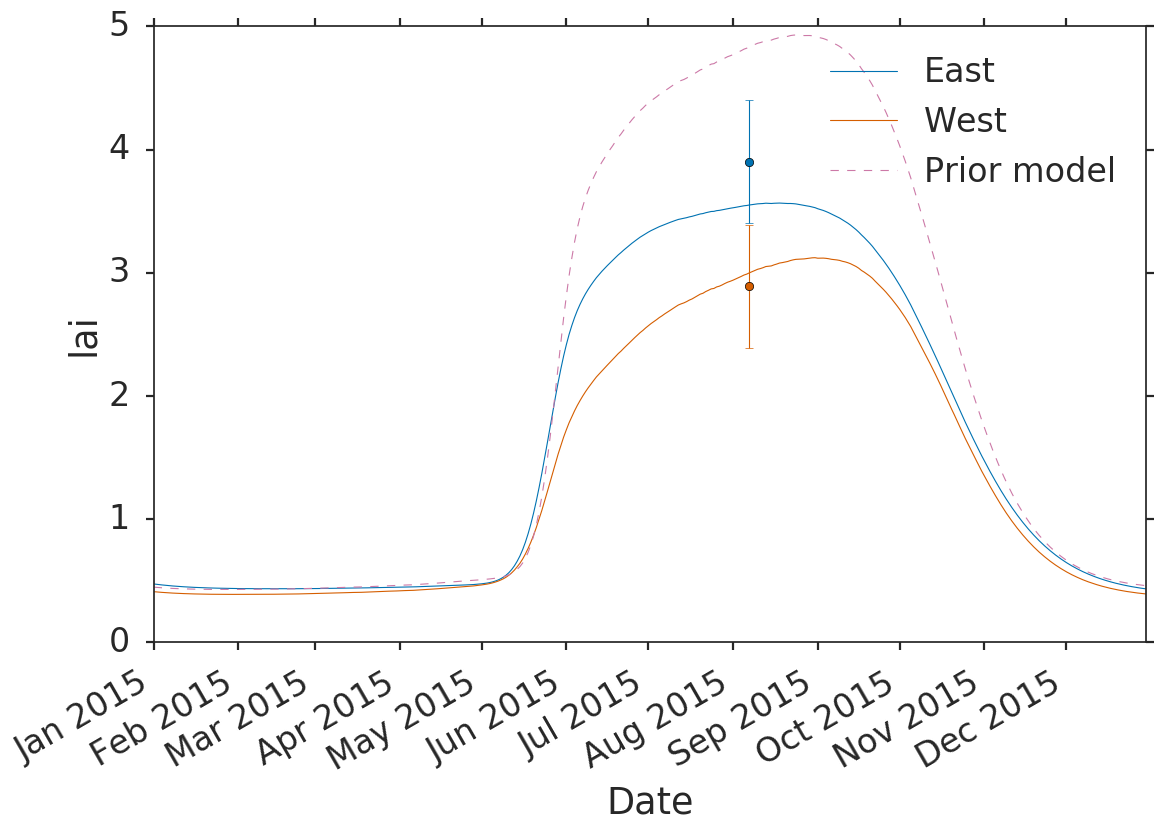 5
4
3
2
1
0
lai
East
West
Prior model
Jan 2015
Feb 2015
Mar 2015
Apr 2015
May 2015
Jun 2015
Jul 2015
Aug 2015
Sep 2015
Oct 2015
Nov 2015
Dec 2015
Date